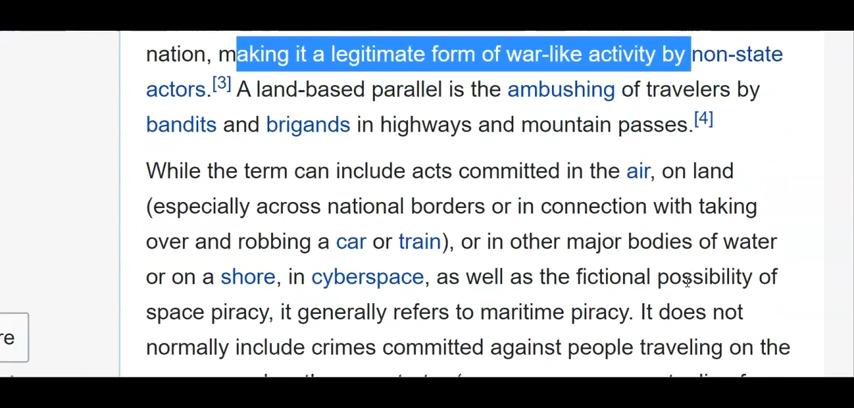 nation, making it a legitimate form of war-like activity by non-state
actors.[3] A land-based parallel is the ambushing of travelers by
bandits and brigands in highways and mountain passes.[4]
While the term can include acts committed in the air, on land
(especially across national borders or in connection with taking
over and robbing a car or train), or in other major bodies of water
or on a shore, in cyberspace, as well as the fictional possibility of
space piracy, it generally refers to maritime piracy. It does not
re
normally include crimes committed against people traveling on the